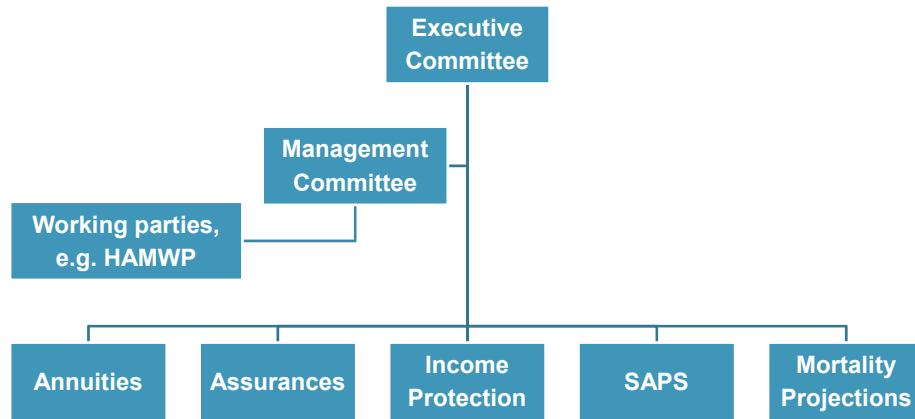 Executive
Committee
Management
Committee
Working parties,
e.g. HAMWP
Annuities
Assurances
Income
Protection
SAPS
Mortality
Projections